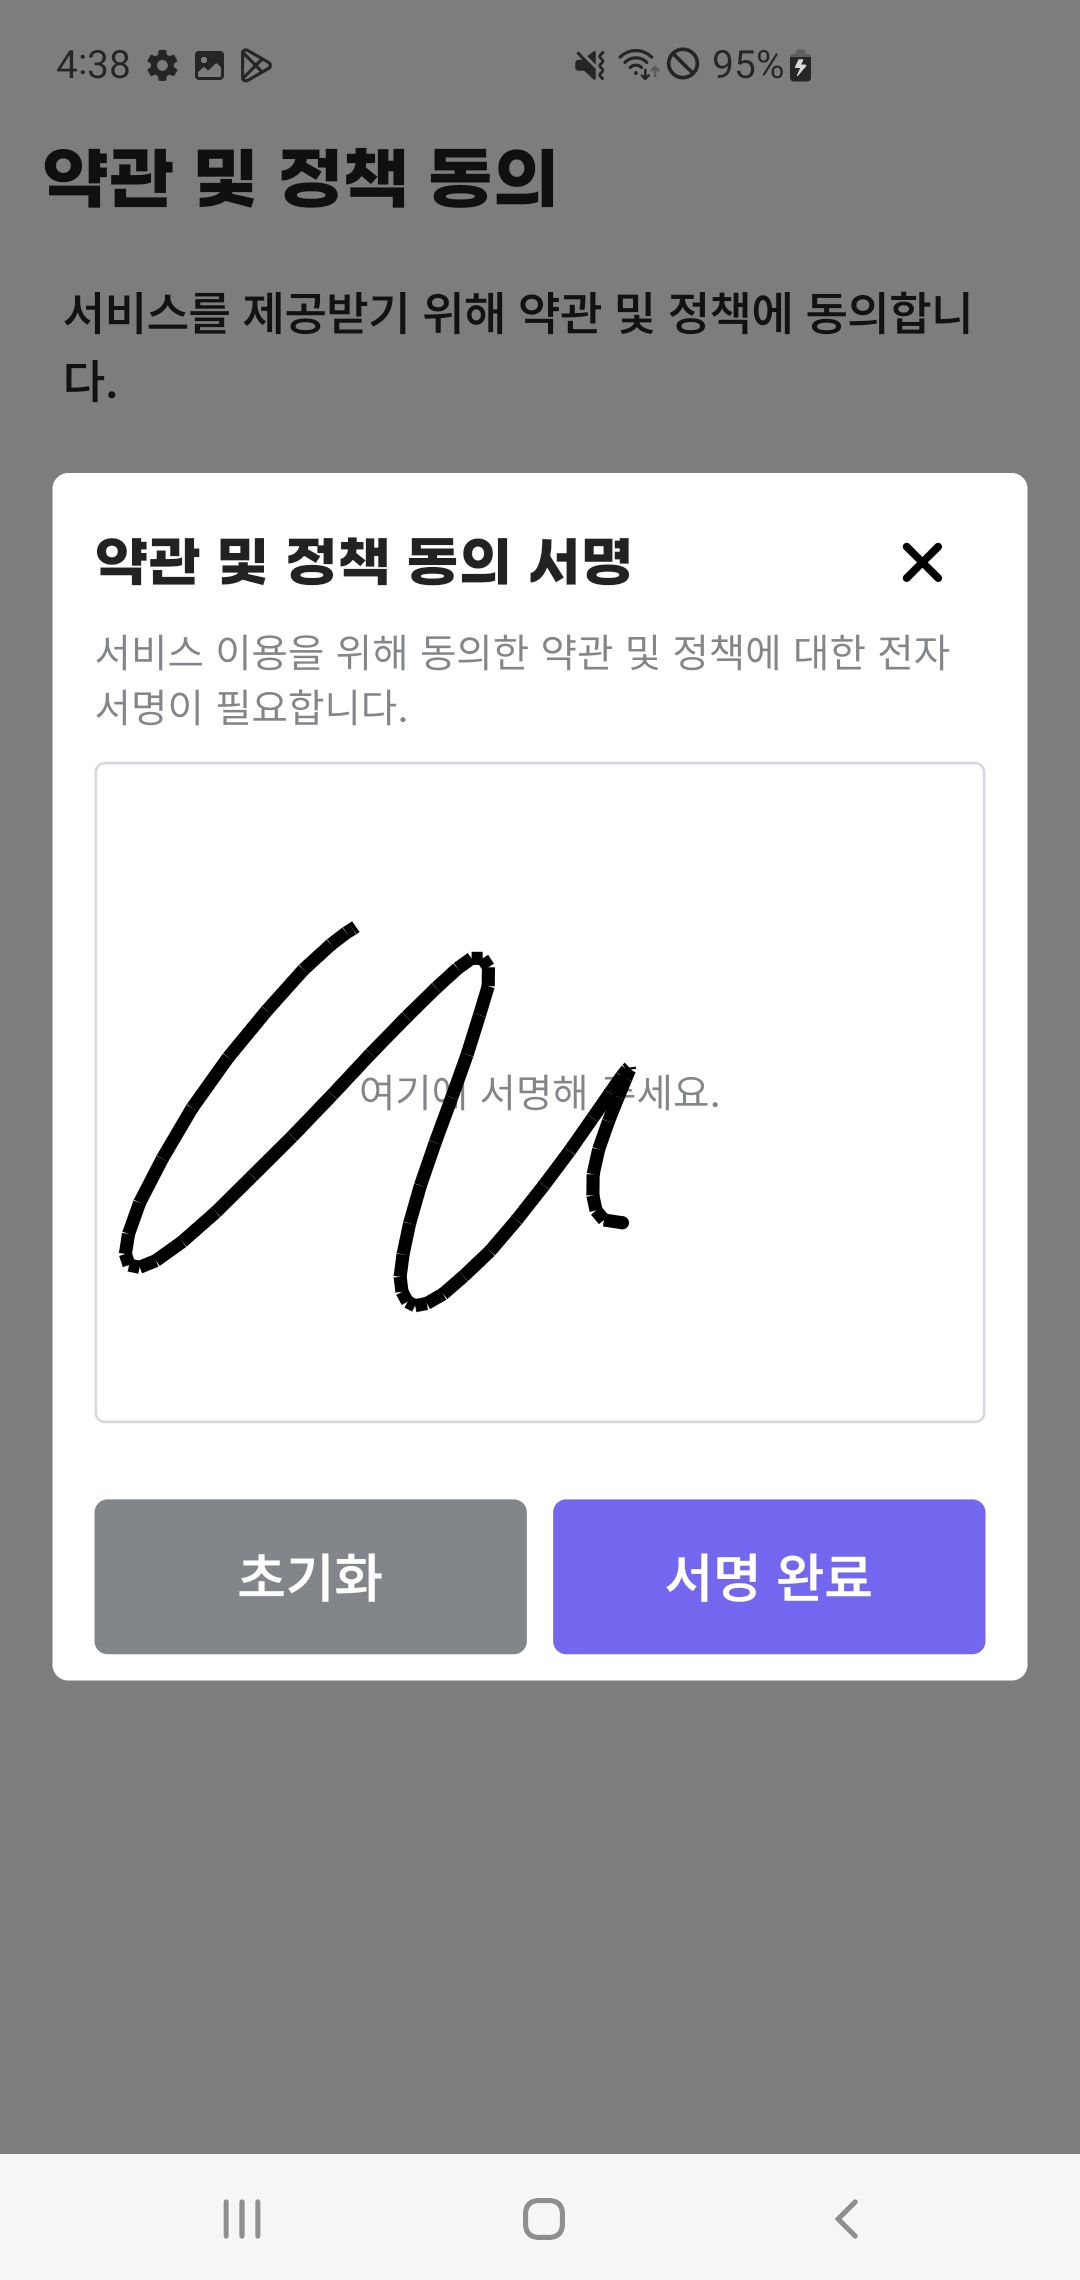 4:38
95%
약관 및 정책 동의
서비스를 제공받기 위해 약관 및 정책에 동의합니
다.
약관 및 정책 동의 서명
서비스 이용을 위해 동의한 약관 및 정책에 대한 전자
서명이 필요합니다.
여기에 서명해 주세요.
초기화
서명 완료